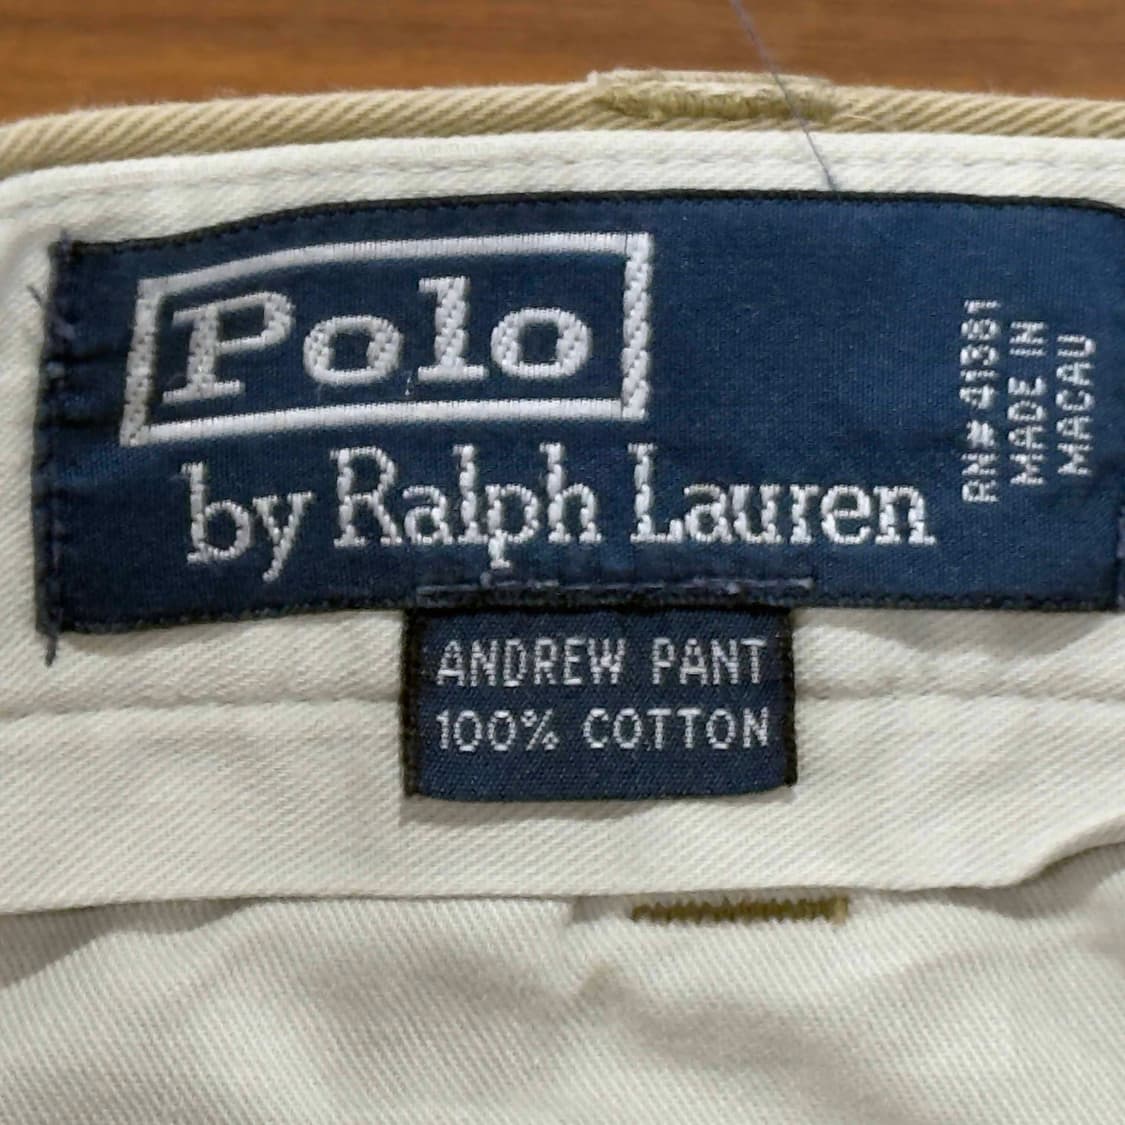 Polo
by Ralph Lauren
RN# 41381
MADE IN
MACAU
ANDREW PANT
100% COTTON